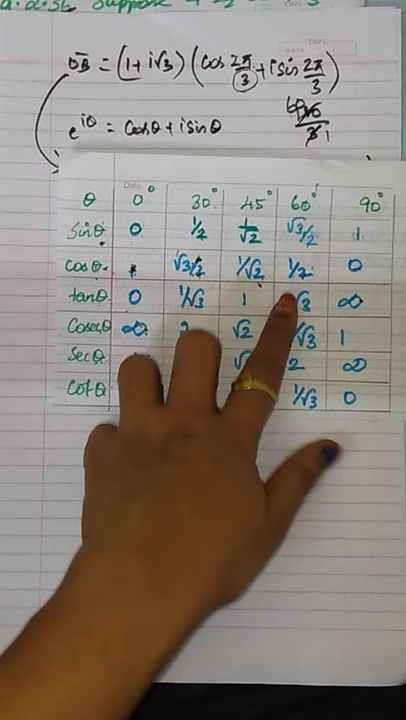 Suppose
OB = (1 + i√3) (cos 2π/3 + i sin 2π/3)
e^iθ = cosθ + i sinθ
θ 0° 30° 45° 60° 90°
sinθ 0 1/2 1/√2 √3/2 1
cosθ √3/2 1/√2 1/2 0
tanθ 0 1/√3 1 √3 ∞
Cosecθ ∞ √2 /√3 1
Secθ 2 ∞
Cotθ 1/√3 0